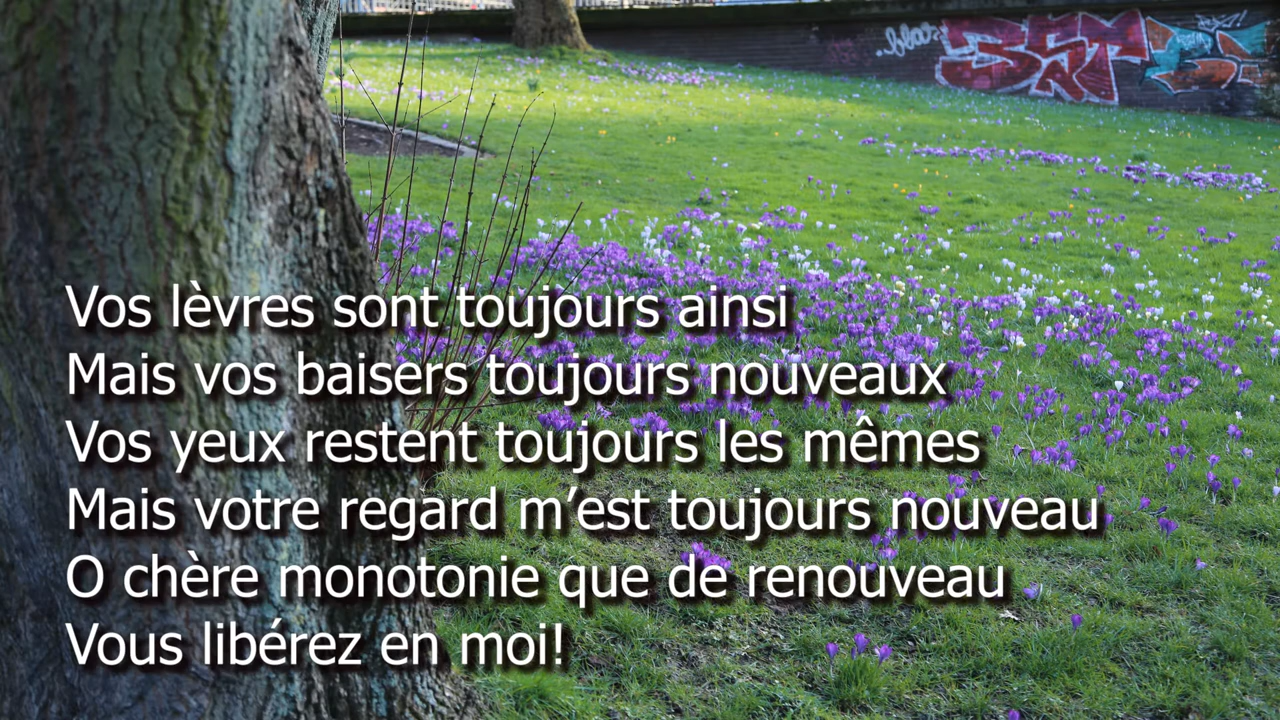 Vos lèvres sont toujours ainsi
Mais vos baisers toujours nouveaux
Vos yeux restent toujours les mêmes
Mais votre regard m’est toujours nouveau
O chère monotonie que de renouveau
Vous libérez en moi!